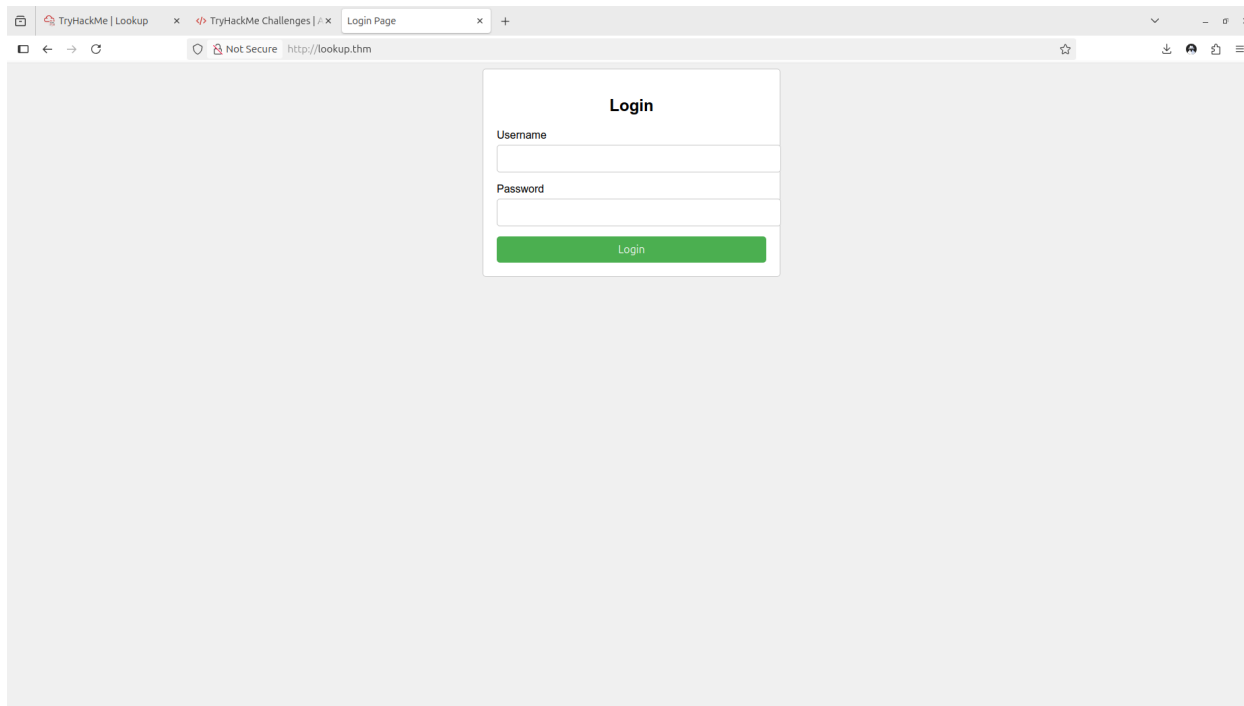 TryHackMe | Lookup
TryHackMe Challenges |
Login Page
Not Secure http://lookup.thm
Login
Username
Password
Login